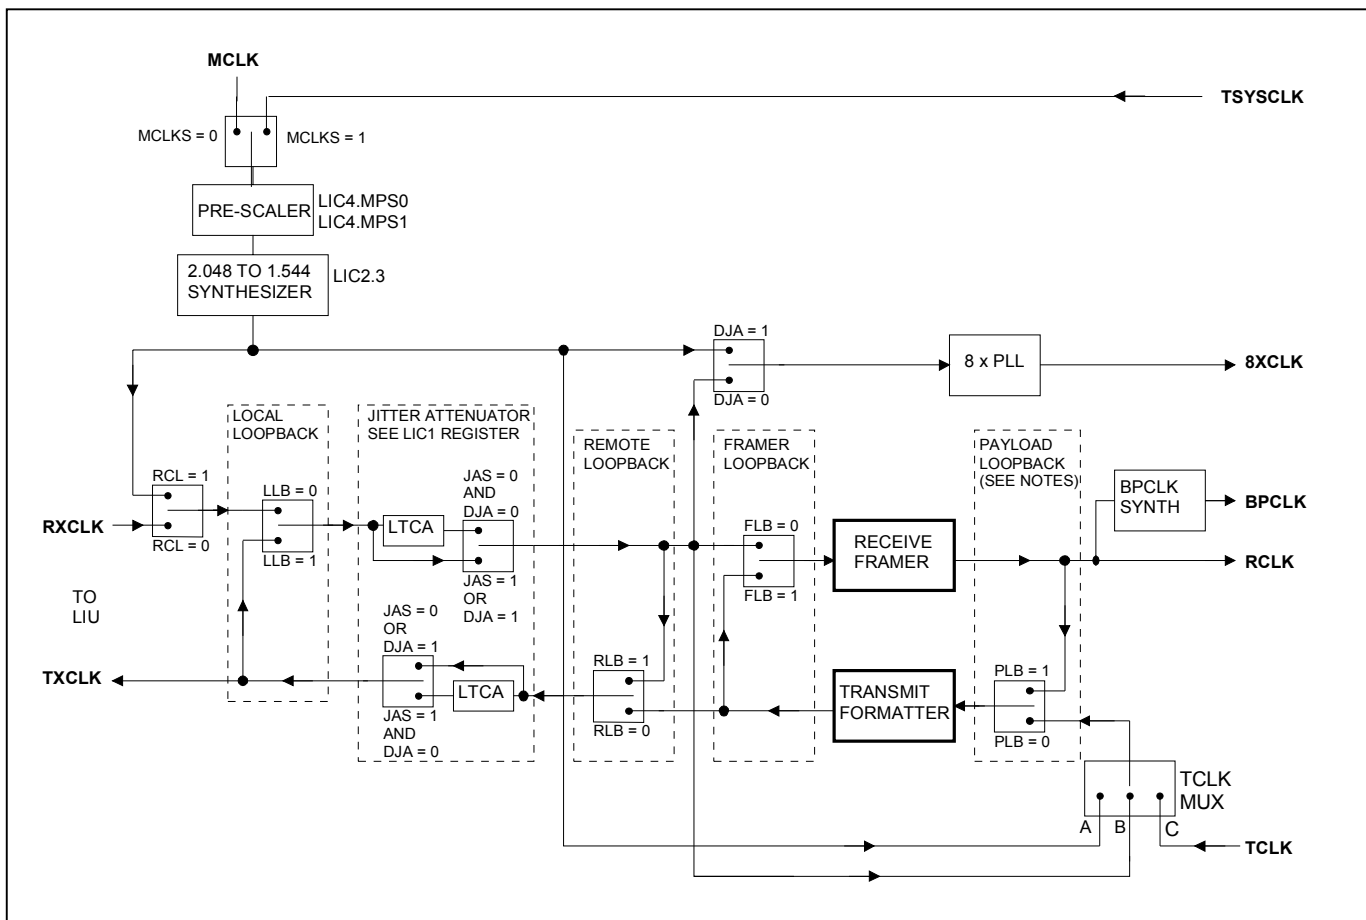 MCLK
TSYSCLK
MCLKS = 0
MCLKS = 1
PRE-SCALER
LIC4.MPS0
LIC4.MPS1
2.048 TO 1.544
SYNTHESIZER
LIC2.3
DJA = 1
8 x PLL
8XCLK
DJA = 0
LOCAL
LOOPBACK
JITTER ATTENUATOR
SEE LIC1 REGISTER
REMOTE
LOOPBACK
FRAMER
LOOPBACK
PAYLOAD
LOOPBACK
(SEE NOTES)
RCL = 1
LLB = 0
JAS = 0
AND
DJA = 0
BPCLK
SYNTH
BPCLK
RXCLK
LTCA
FLB = 0
RECEIVE
FRAMER
RCL = 0
LLB = 1
RCLK
JAS = 1
OR
DJA = 1
FLB = 1
TO
LIU
JAS = 0
OR
DJA = 1
RLB = 1
PLB = 1
TXCLK
LTCA
TRANSMIT
FORMATTER
JAS = 1
AND
DJA = 0
RLB = 0
PLB = 0
TCLK
MUX
A
B
C
TCLK